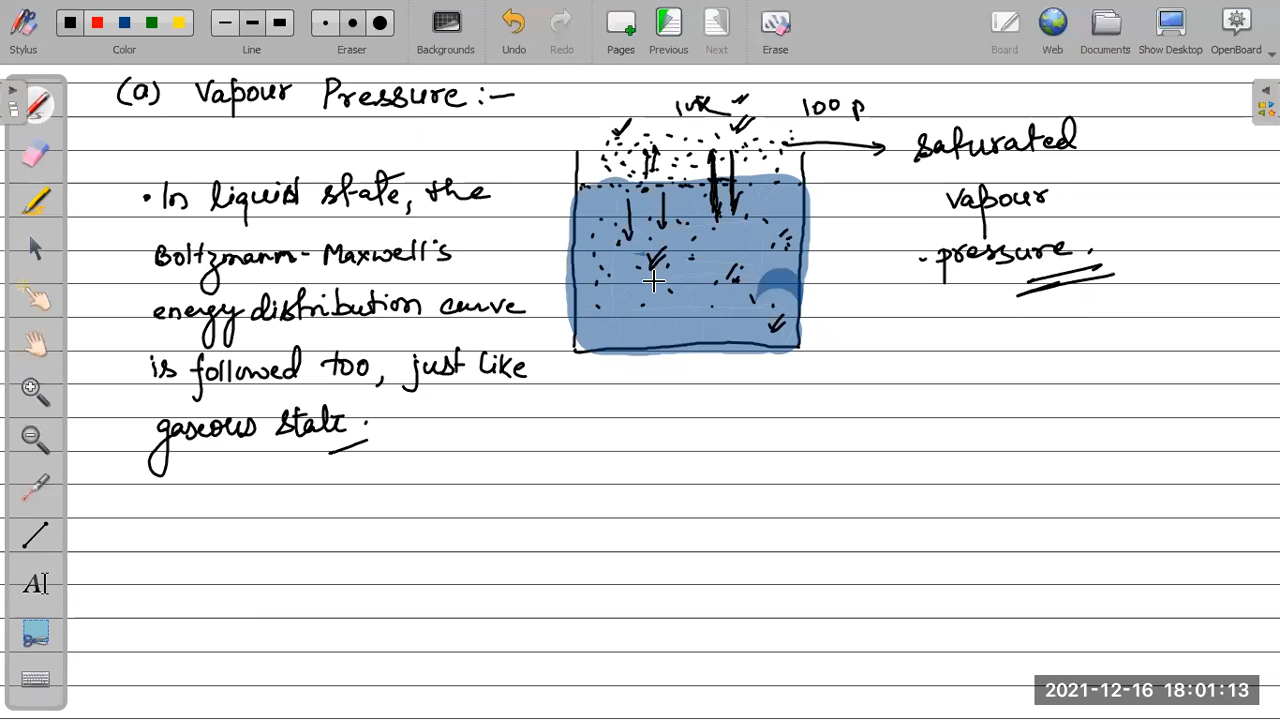 Stylus
Color
Line
Eraser
Backgrounds
Undo
Redo
Pages
Previous
Next
Erase
Board
Web
Documents
Show Desktop
OpenBoard
(a) Vapour Pressure :-
100 p
saturated
vapour
- pressure.
• In liquid state, the
Boltzmann - Maxwell's
energy distribution curve
is followed too, just like
gaseous state.
AI
2021-12-16 18:01:13